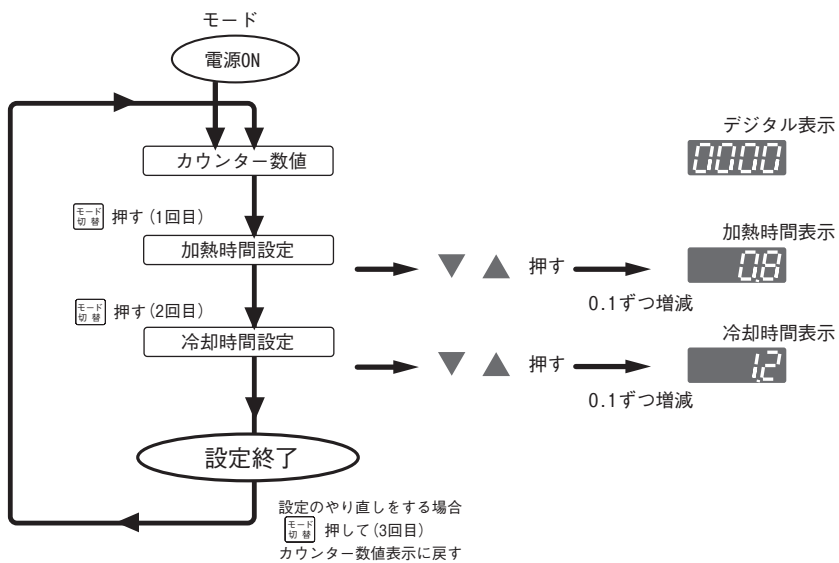 モード
電源ON
カウンター数値
デジタル表示
0000
モード切替 押す(1回目)
加熱時間設定
▼ ▲ 押す
0.1ずつ増減
加熱時間表示
0.8
モード切替 押す(2回目)
冷却時間設定
▼ ▲ 押す
0.1ずつ増減
冷却時間表示
1.2
設定終了
設定のやり直しをする場合
モード切替 押して(3回目)
カウンター数値表示に戻す